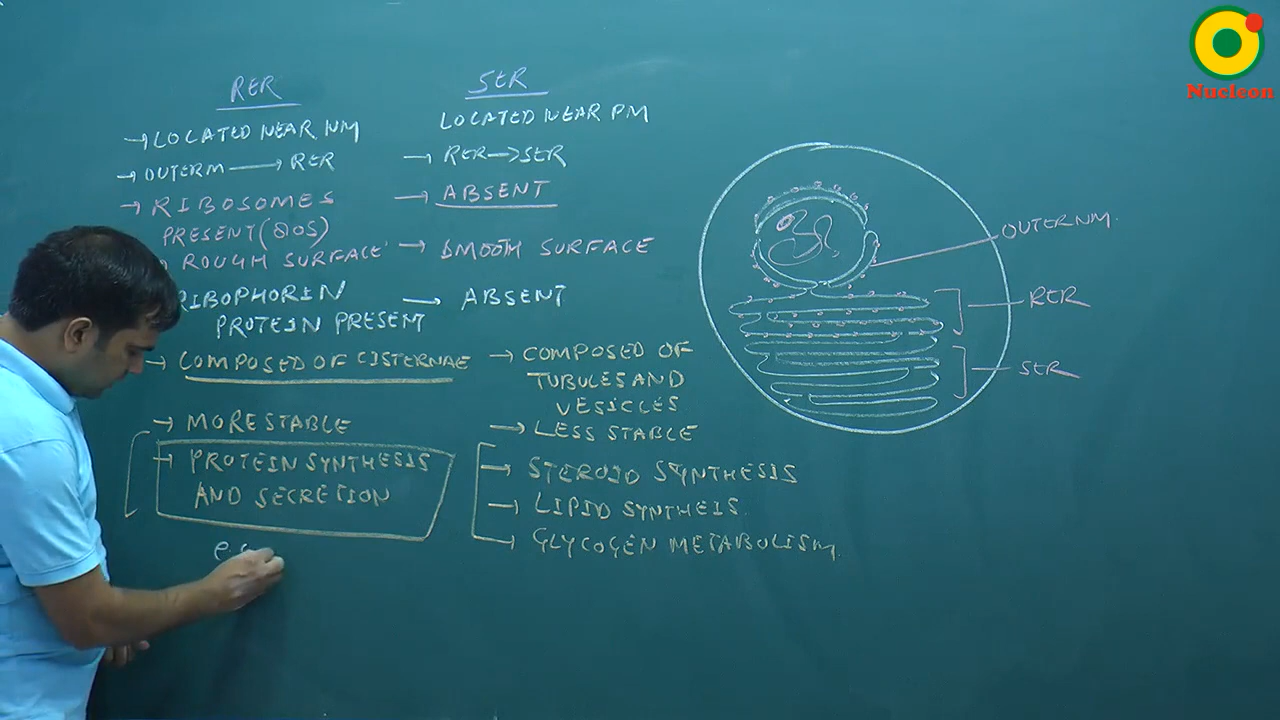 RER
→ LOCATED NEAR NM
→ OUTERM → RER
→ RIBOSOMES
PRESENT (80S)
ROUGH SURFACE
RIBOPHORIN
PROTEIN PRESENT
→ COMPOSED OF CISTERNAE
→ MORE STABLE
→ PROTEIN SYNTHESIS
AND SECRETION
e.g
SER
LOCATED NEAR PM
→ RER → SER
→ ABSENT
→ SMOOTH SURFACE
→ ABSENT
→ COMPOSED OF
TUBULES AND
VESICLES
→ LESS STABLE
→ STEROID SYNTHESIS
→ LIPID SYNTHEIS
→ GLYCOGEN METABOLISM
OUTER NM
RER
SER
Nucleon